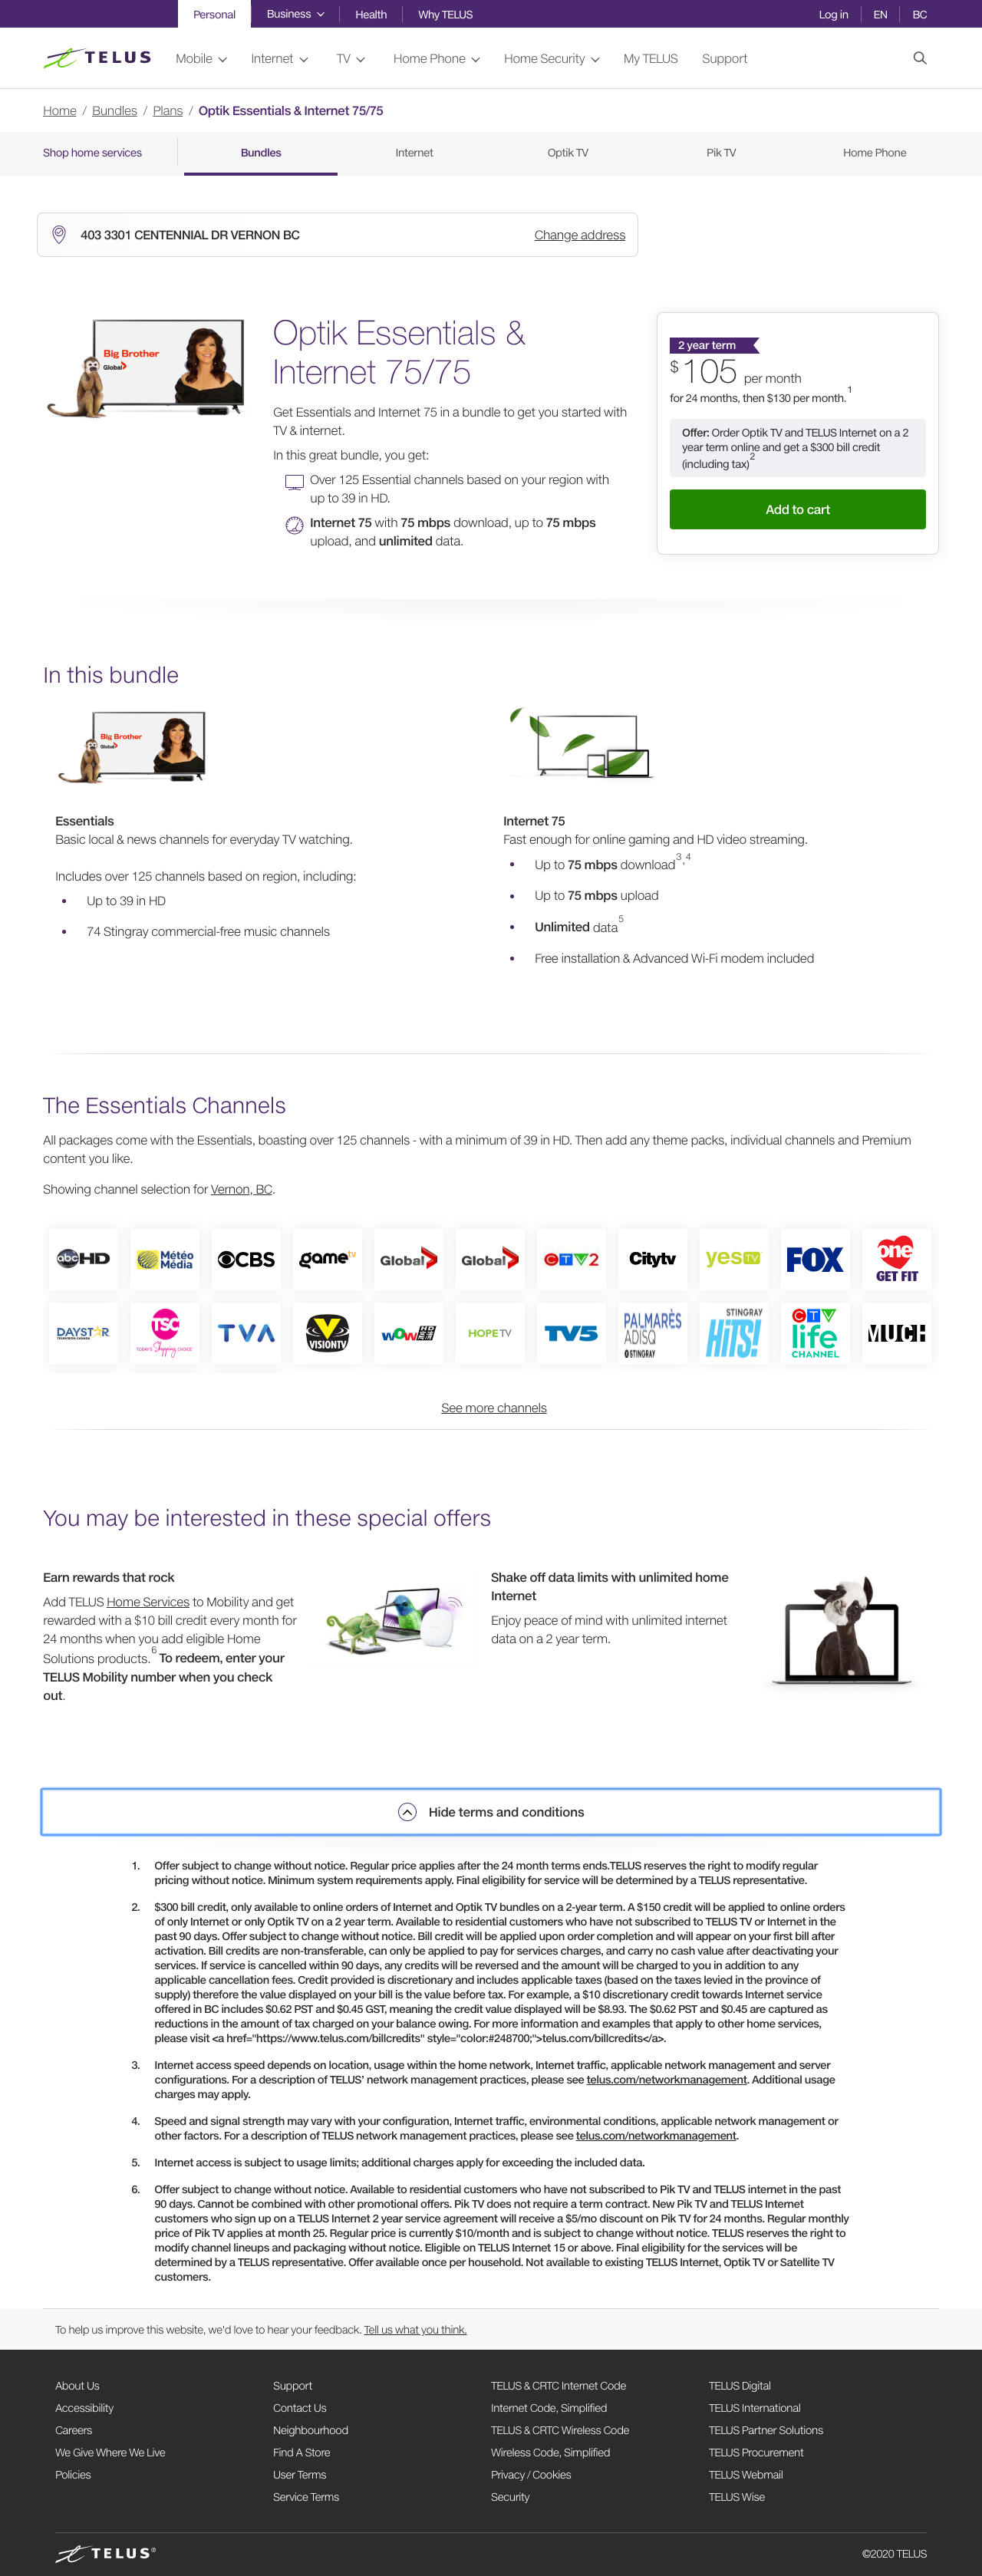 Personal
Business
Health
Why TELUS
Log in
EN
BC
TELUS
Mobile
Internet
TV
Home Phone
Home Security
My TELUS
Support
Home / Bundles / Plans / Optik Essentials & Internet 75/75
Shop home services
Bundles
Internet
Optik TV
Pik TV
Home Phone
403 3301 CENTENNIAL DR VERNON BC
Change address
Big Brother
Global
Optik Essentials &
Internet 75/75
Get Essentials and Internet 75 in a bundle to get you started with
TV & internet.
In this great bundle, you get:
Over 125 Essential channels based on your region with
up to 39 in HD.
Internet 75 with 75 mbps download, up to 75 mbps
upload, and unlimited data.
2 year term
$105 per month
for 24 months, then $130 per month.1
Offer: Order Optik TV and TELUS Internet on a 2
year term online and get a $300 bill credit
(including tax)2
Add to cart
In this bundle
Big Brother
Global
Essentials
Basic local & news channels for everyday TV watching.
Includes over 125 channels based on region, including:
• Up to 39 in HD
• 74 Stingray commercial-free music channels
Internet 75
Fast enough for online gaming and HD video streaming.
• Up to 75 mbps download3,4
• Up to 75 mbps upload
• Unlimited data5
• Free installation & Advanced Wi-Fi modem included
The Essentials Channels
All packages come with the Essentials, boasting over 125 channels - with a minimum of 39 in HD. Then add any theme packs, individual channels and Premium
content you like.
Showing channel selection for Vernon, BC.
abc HD
Météo Média
CBS
game tv
Global
Global
CTV2
Citytv
yes TV
FOX
one GET FIT
DAYSTAR
TSC TODAY'S Shopping CHOICE
TVA
VISIONTV
wow HD
HOPE TV
TV5
PALMARÈS ADISQ STINGRAY
STINGRAY HITS!
CTV life CHANNEL
MUCH
See more channels
You may be interested in these special offers
Earn rewards that rock
Add TELUS Home Services to Mobility and get
rewarded with a $10 bill credit every month for
24 months when you add eligible Home
Solutions products.6 To redeem, enter your
TELUS Mobility number when you check
out.
Shake off data limits with unlimited home
Internet
Enjoy peace of mind with unlimited internet
data on a 2 year term.
Hide terms and conditions
1. Offer subject to change without notice. Regular price applies after the 24 month terms ends.TELUS reserves the right to modify regular
pricing without notice. Minimum system requirements apply. Final eligibility for service will be determined by a TELUS representative.
2. $300 bill credit, only available to online orders of Internet and Optik TV bundles on a 2-year term. A $150 credit will be applied to online orders
of only Internet or only Optik TV on a 2 year term. Available to residential customers who have not subscribed to TELUS TV or Internet in the
past 90 days. Offer subject to change without notice. Bill credit will be applied upon order completion and will appear on your first bill after
activation. Bill credits are non-transferable, can only be applied to pay for services charges, and carry no cash value after deactivating your
services. If service is cancelled within 90 days, any credits will be reversed and the amount will be charged to you in addition to any
applicable cancellation fees. Credit provided is discretionary and includes applicable taxes (based on the taxes levied in the province of
supply) therefore the value displayed on your bill is the value before tax. For example, a $10 discretionary credit towards Internet service
offered in BC includes $0.62 PST and $0.45 GST, meaning the credit value displayed will be $8.93. The $0.62 PST and $0.45 are captured as
reductions in the amount of tax charged on your balance owing. For more information and examples that apply to other home services,
please visit <a href="https://www.telus.com/billcredits" style="color:#248700;">telus.com/billcredits</a>.
3. Internet access speed depends on location, usage within the home network, Internet traffic, applicable network management and server
configurations. For a description of TELUS' network management practices, please see telus.com/networkmanagement. Additional usage
charges may apply.
4. Speed and signal strength may vary with your configuration, Internet traffic, environmental conditions, applicable network management or
other factors. For a description of TELUS network management practices, please see telus.com/networkmanagement.
5. Internet access is subject to usage limits; additional charges apply for exceeding the included data.
6. Offer subject to change without notice. Available to residential customers who have not subscribed to Pik TV and TELUS internet in the past
90 days. Cannot be combined with other promotional offers. Pik TV does not require a term contract. New Pik TV and TELUS Internet
customers who sign up on a TELUS Internet 2 year service agreement will receive a $5/mo discount on Pik TV for 24 months. Regular monthly
price of Pik TV applies at month 25. Regular price is currently $10/month and is subject to change without notice. TELUS reserves the right to
modify channel lineups and packaging without notice. Eligible on TELUS Internet 15 or above. Final eligibility for the services will be
determined by a TELUS representative. Offer available once per household. Not available to existing TELUS Internet, Optik TV or Satellite TV
customers.
To help us improve this website, we'd love to hear your feedback. Tell us what you think.
About Us
Accessibility
Careers
We Give Where We Live
Policies
Support
Contact Us
Neighbourhood
Find A Store
User Terms
Service Terms
TELUS & CRTC Internet Code
Internet Code, Simplified
TELUS & CRTC Wireless Code
Wireless Code, Simplified
Privacy / Cookies
Security
TELUS Digital
TELUS International
TELUS Partner Solutions
TELUS Procurement
TELUS Webmail
TELUS Wise
TELUS®
©2020 TELUS